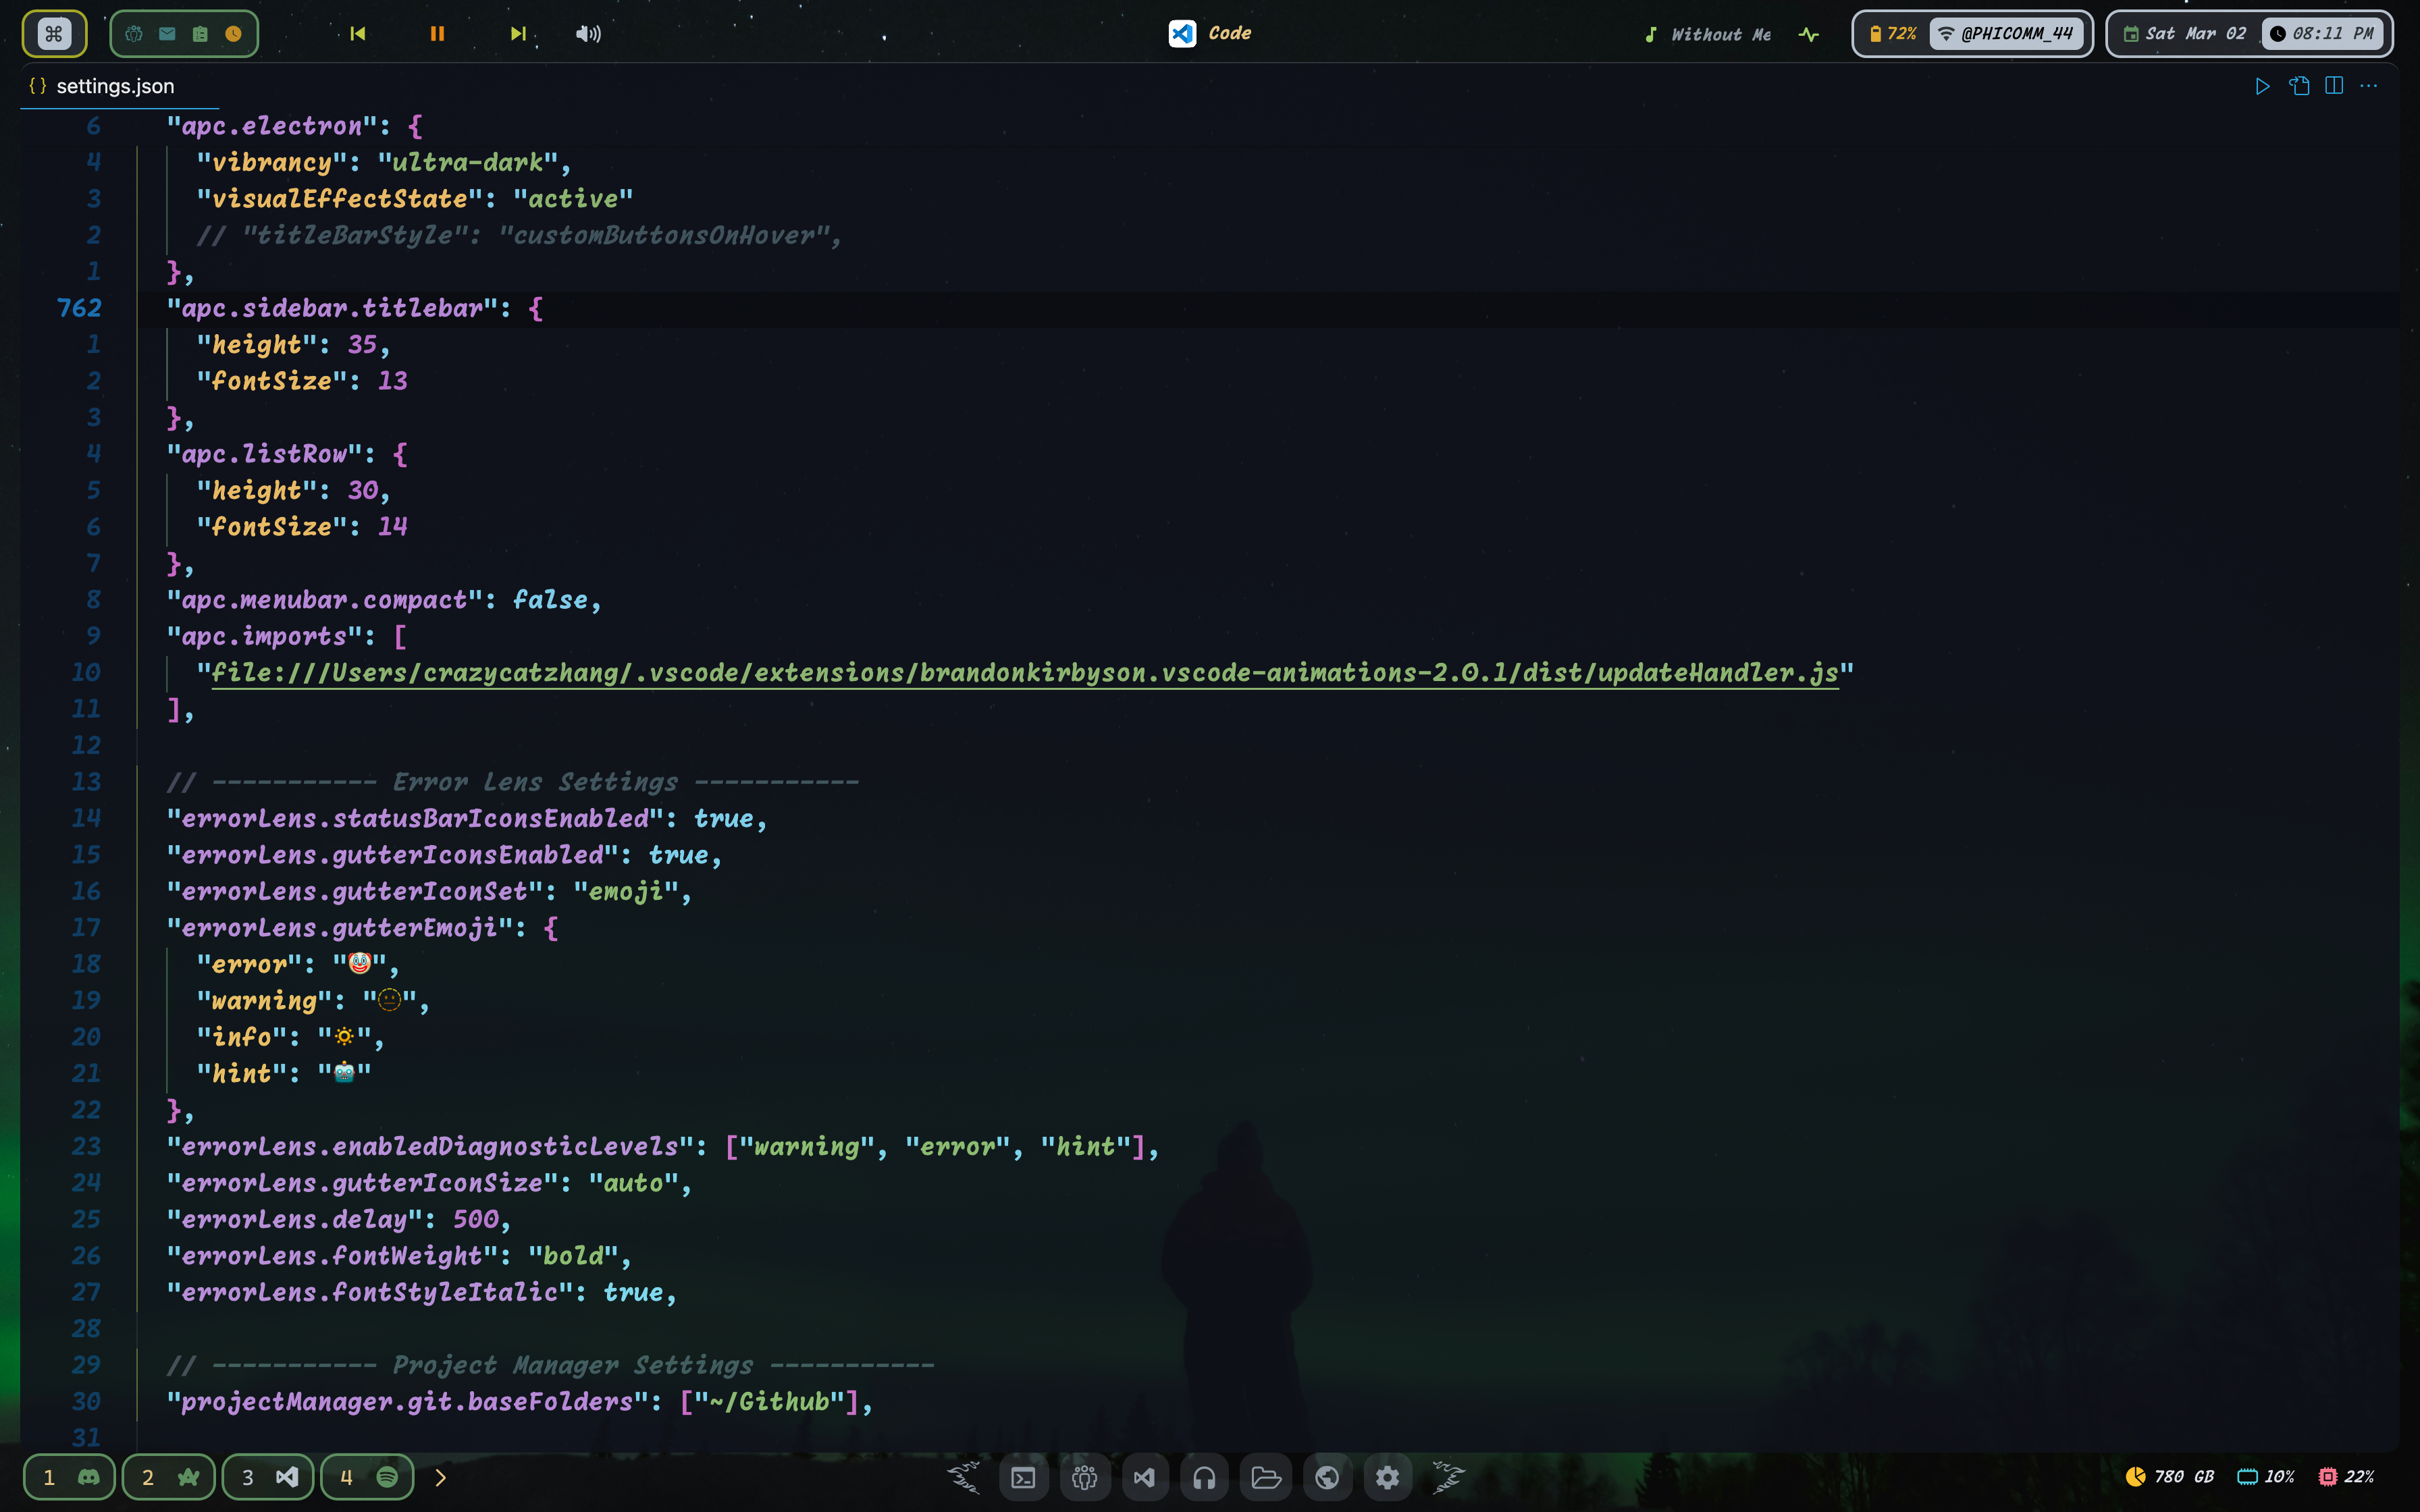 Code
Without Me
72%
@PHICOMM_44
Sat Mar 02
08:11 PM
{} settings.json
6 "apc.electron": {
4 "vibrancy": "ultra-dark",
3 "visualEffectState": "active"
2 // "titleBarStyle": "customButtonsOnHover",
1 },
762 "apc.sidebar.titlebar": {
1 "height": 35,
2 "fontSize": 13
3 },
4 "apc.listRow": {
5 "height": 30,
6 "fontSize": 14
7 },
8 "apc.menubar.compact": false,
9 "apc.imports": [
10 "file:///Users/crazycatzhang/.vscode/extensions/brandonkirbyson.vscode-animations-2.0.1/dist/updateHandler.js"
11 ],
12
13 // ----------- Error Lens Settings -----------
14 "errorLens.statusBarIconsEnabled": true,
15 "errorLens.gutterIconsEnabled": true,
16 "errorLens.gutterIconSet": "emoji",
17 "errorLens.gutterEmoji": {
18 "error": "🤡",
19 "warning": "🫥",
20 "info": "🔅",
21 "hint": "🤖"
22 },
23 "errorLens.enabledDiagnosticLevels": ["warning", "error", "hint"],
24 "errorLens.gutterIconSize": "auto",
25 "errorLens.delay": 500,
26 "errorLens.fontWeight": "bold",
27 "errorLens.fontStyleItalic": true,
28
29 // ----------- Project Manager Settings -----------
30 "projectManager.git.baseFolders": ["~/Github"],
31
1
2
3
4
780 GB
10%
22%